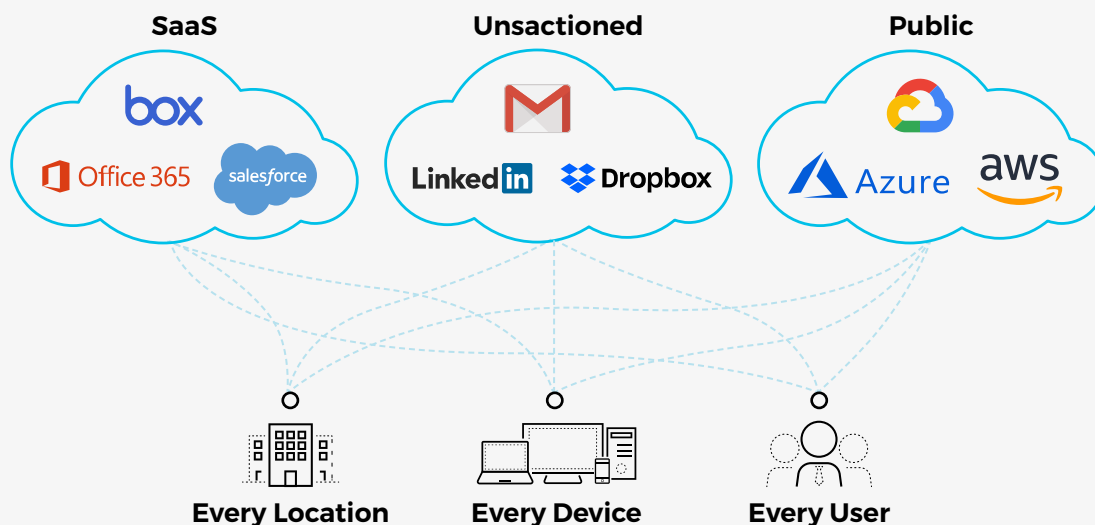 SaaS
Unsactioned
Public
box
Office 365
salesforce
Linkedin
Dropbox
Azure
aws
Every Location
Every Device
Every User